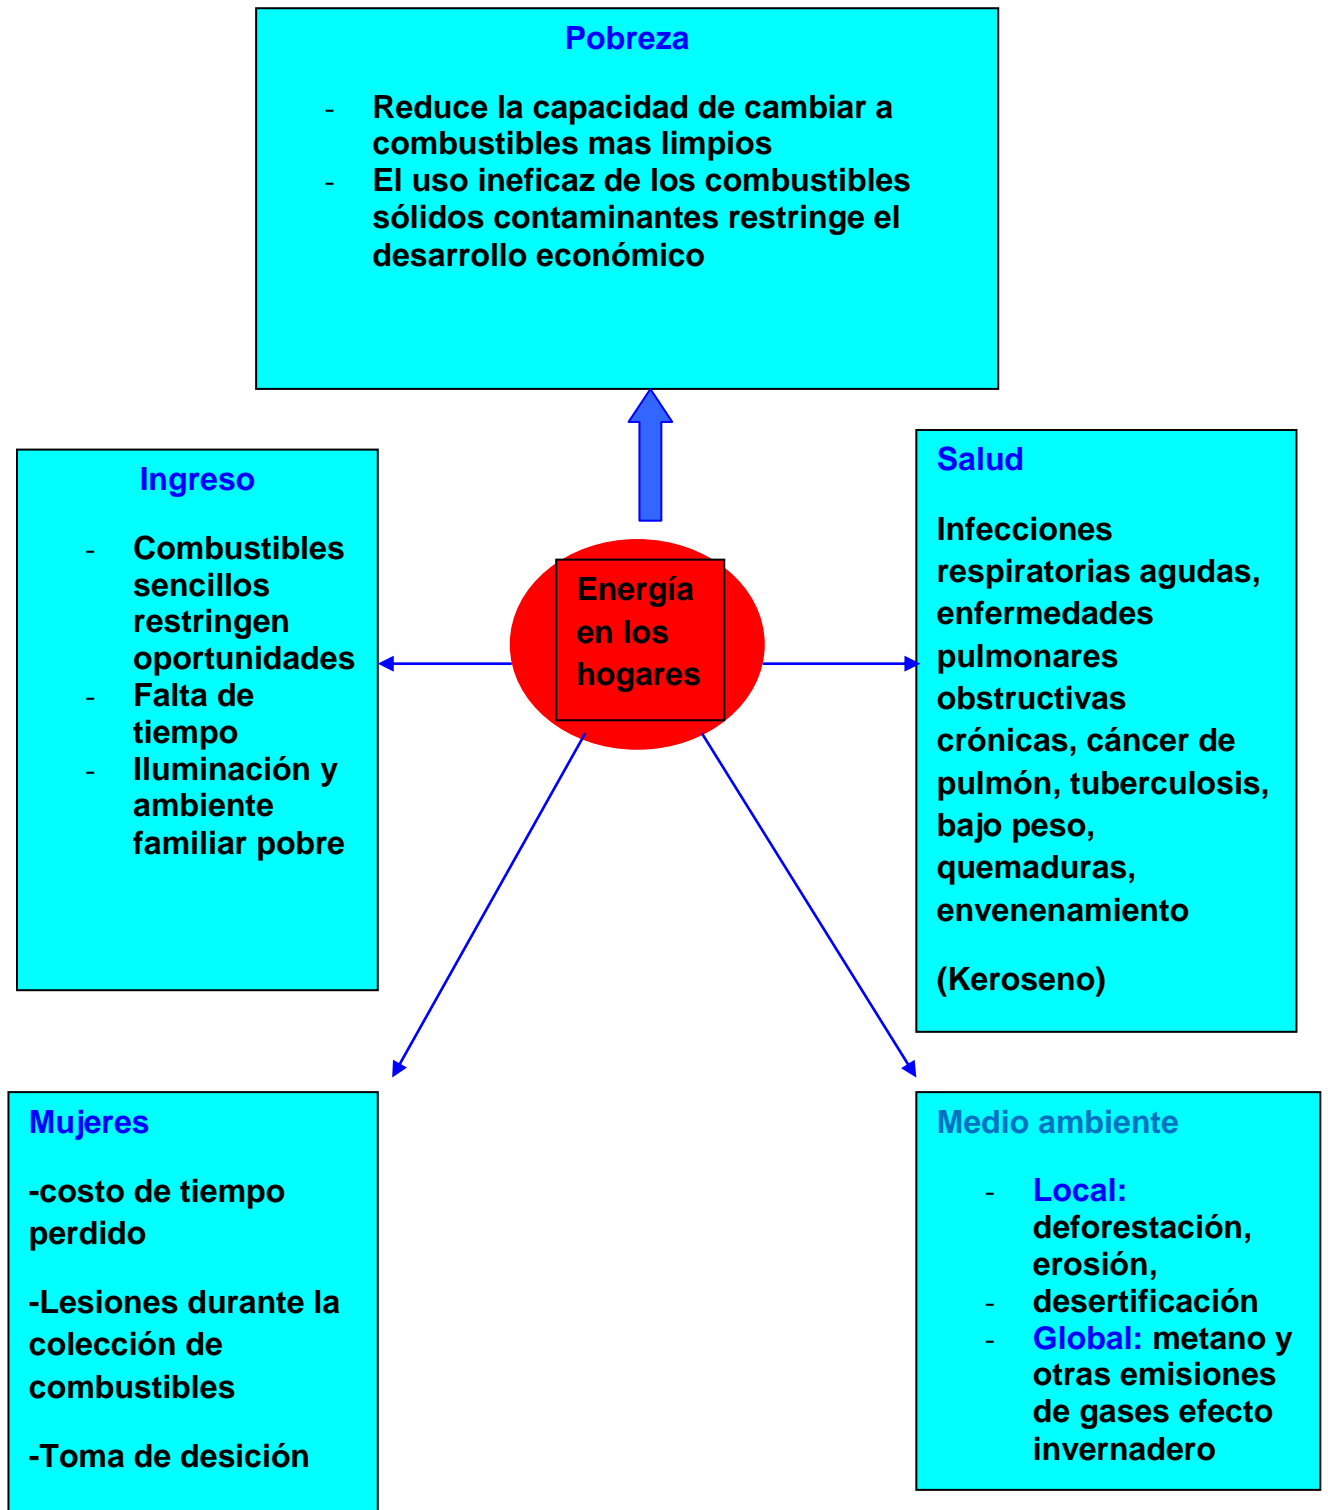 Pobreza
- Reduce la capacidad de cambiar a
combustibles mas limpios
- El uso ineficaz de los combustibles
sólidos contaminantes restringe el
desarrollo económico
Ingreso
- Combustibles
sencillos
restringen
oportunidades
- Falta de
tiempo
- Iluminación y
ambiente
familiar pobre
Energía
en los
hogares
Salud
Infecciones
respiratorias agudas,
enfermedades
pulmonares
obstructivas
crónicas, cáncer de
pulmón, tuberculosis,
bajo peso,
quemaduras,
envenenamiento
(Keroseno)
Mujeres
-costo de tiempo
perdido
-Lesiones durante la
colección de
combustibles
-Toma de desición
Medio ambiente
- Local:
deforestación,
erosión,
- desertificación
- Global: metano y
otras emisiones
de gases efecto
invernadero